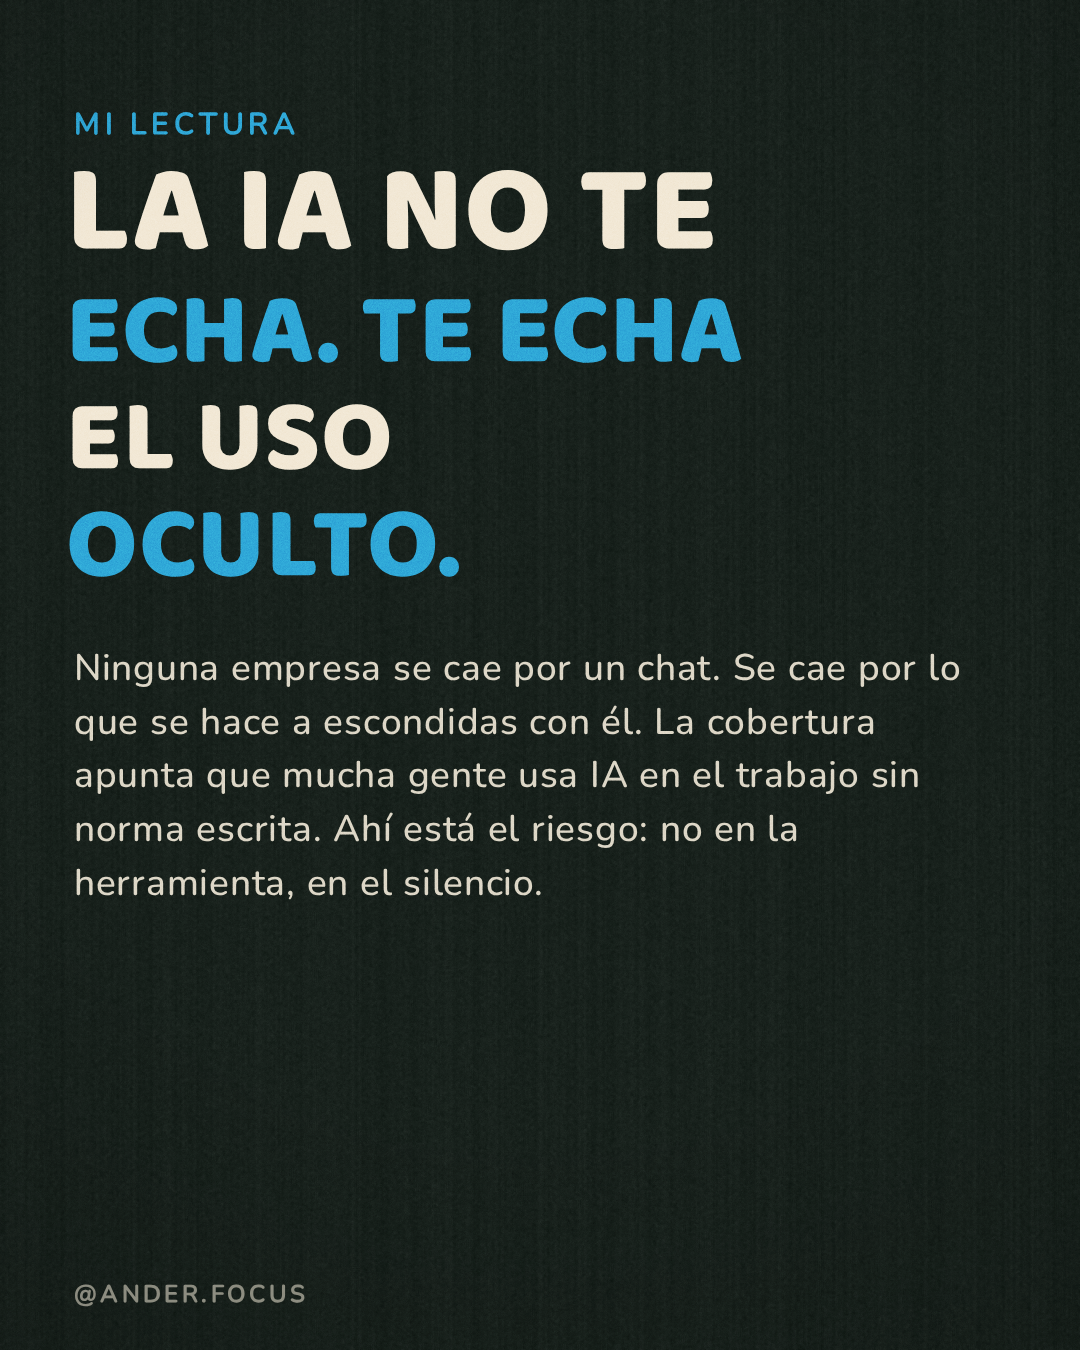 MI LECTURA
LA IA NO TE
ECHA. TE ECHA
EL USO
OCULTO.
Ninguna empresa se cae por un chat. Se cae por lo
que se hace a escondidas con él. La cobertura
apunta que mucha gente usa IA en el trabajo sin
norma escrita. Ahí está el riesgo: no en la
herramienta, en el silencio.
@ANDER.FOCUS